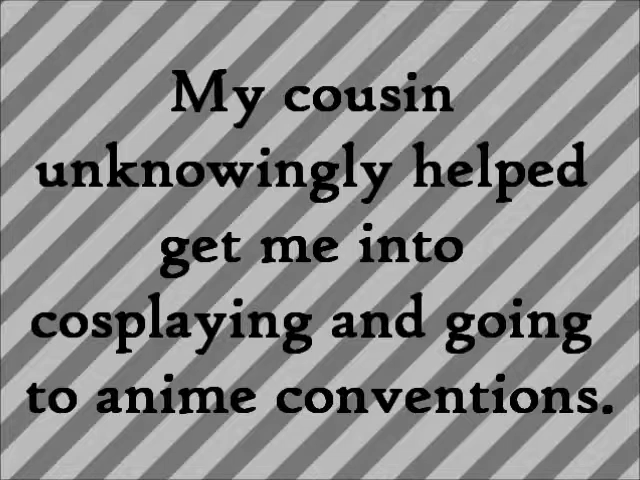 My cousin
unknowingly helped
get me into
cosplaying and going
to anime conventions.